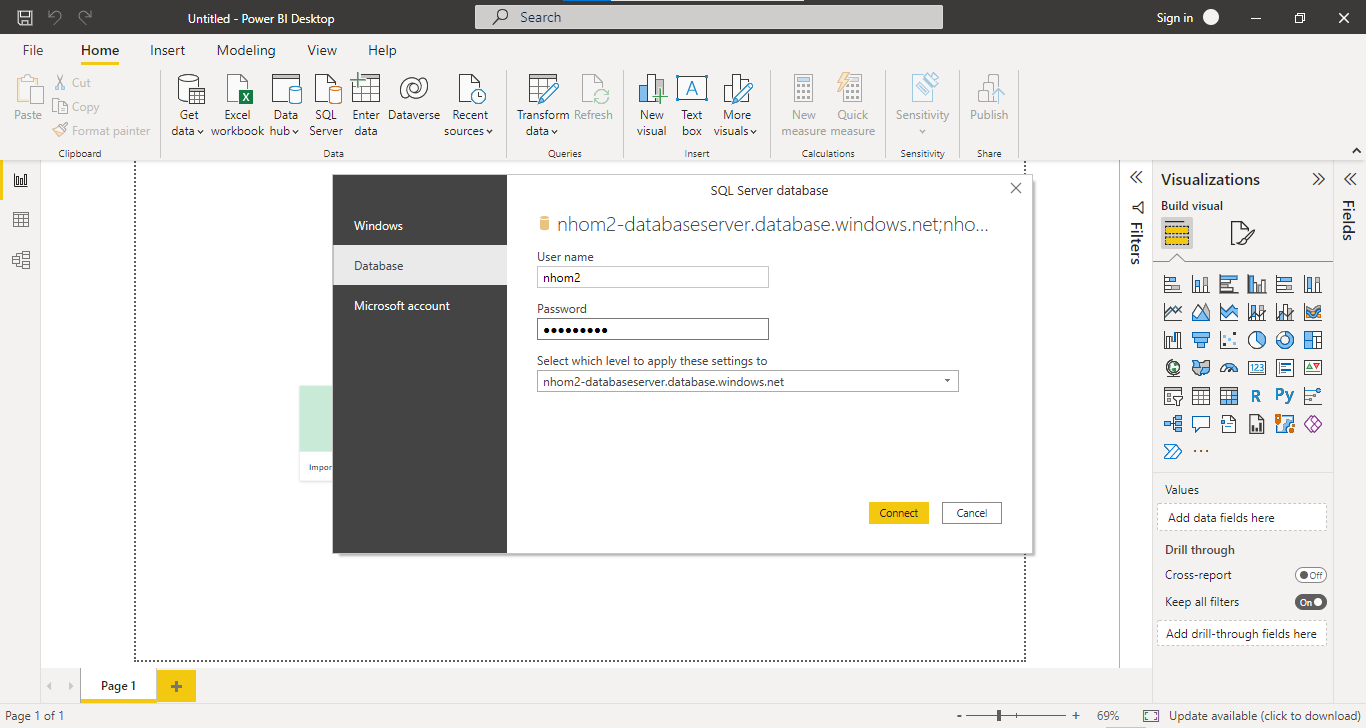 Untitled - Power BI Desktop
Search
Sign in
File Home Insert Modeling View Help
Paste
Cut
Copy
Format painter
Clipboard
Get data
Excel workbook
Data hub
SQL Server
Enter data
Dataverse
Recent sources
Data
Transform data
Refresh
Queries
New visual
Text box
More visuals
Insert
New measure
Quick measure
Calculations
Sensitivity
Sensitivity
Publish
Share
SQL Server database
Windows
Database
Microsoft account
nhom2-databaseserver.database.windows.net;nho...
User name
nhom2
Password
Select which level to apply these settings to
nhom2-databaseserver.database.windows.net
Connect
Cancel
Impor
Filters
Visualizations
Build visual
123
R
Py
Values
Add data fields here
Drill through
Cross-report
Off
Keep all filters
On
Add drill-through fields here
Fields
Page 1
Page 1 of 1
- +
69%
Update available (click to download)